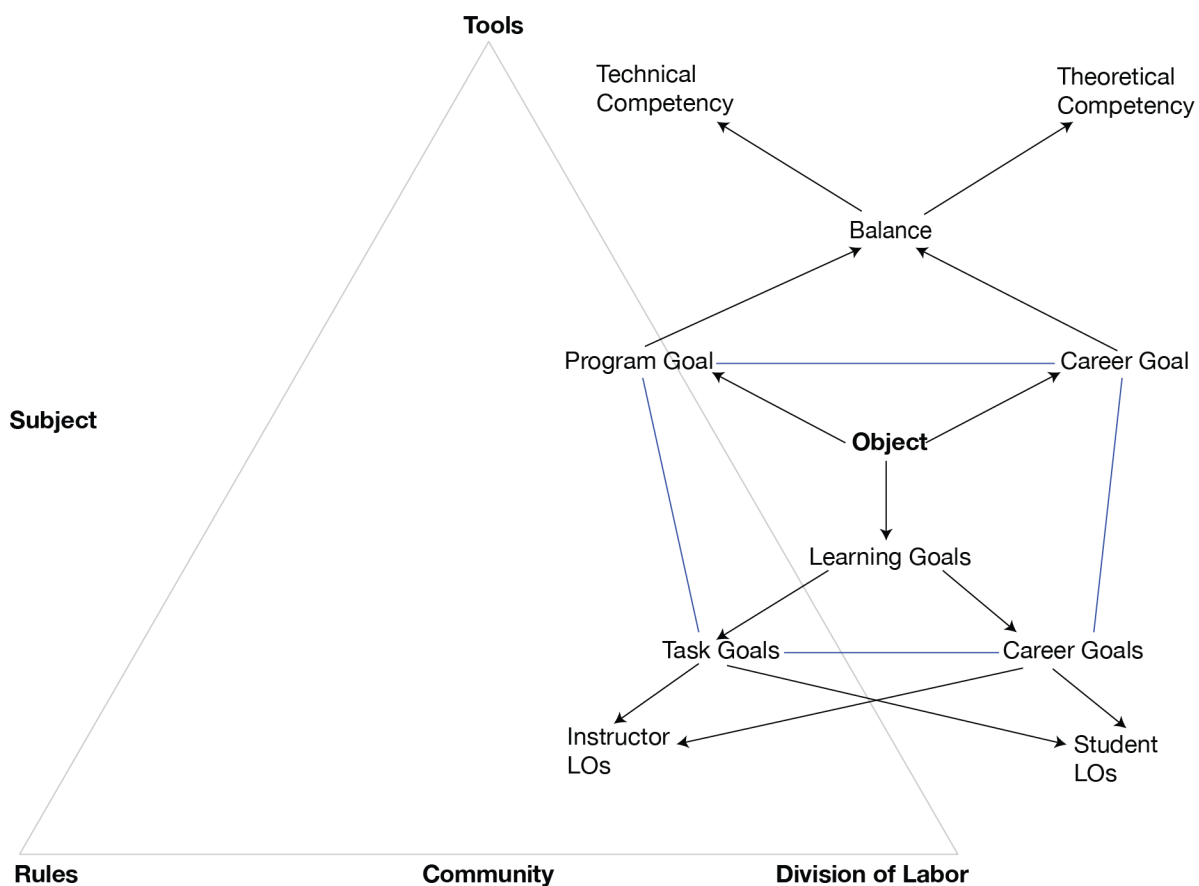 Tools
Technical
Competency
Theoretical
Competency
Balance
Program Goal
Career Goal
Subject
Object
Learning Goals
Task Goals
Career Goals
Instructor
LOs
Student
LOs
Rules
Community
Division of Labor